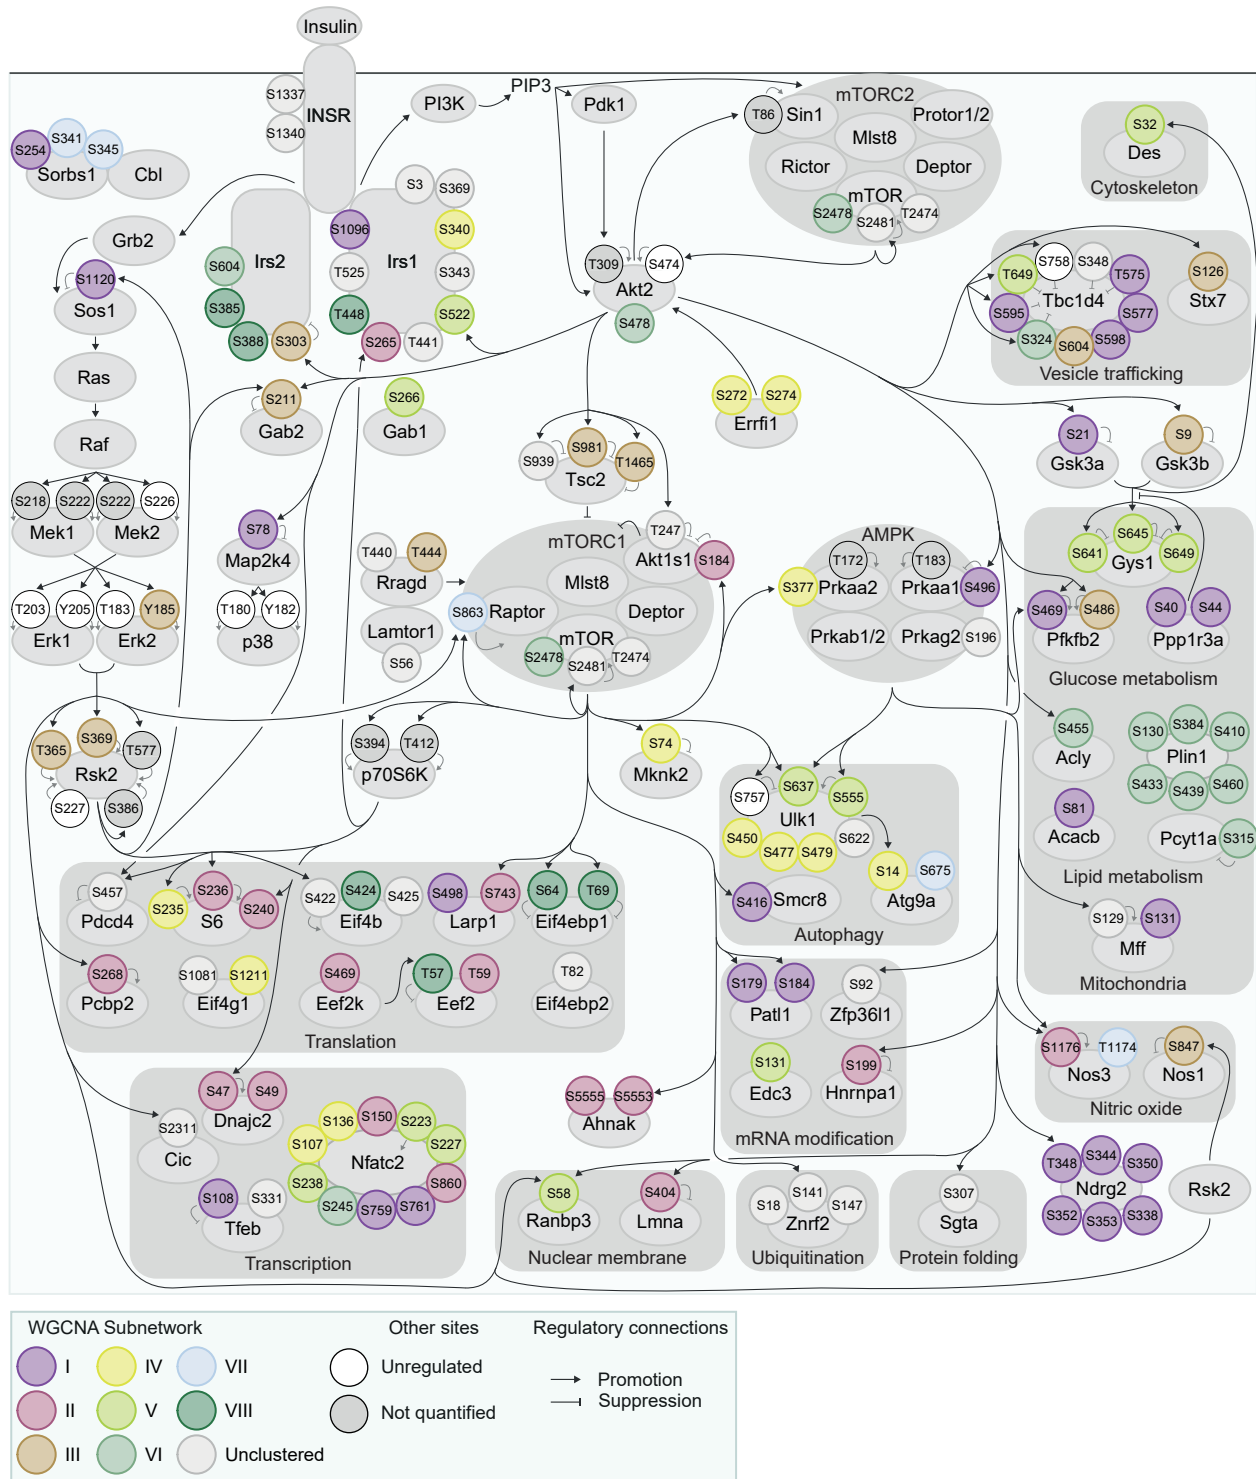 Insulin
INSR
S1337
S1340
PI3K
PIP3
Pdk1
T86
Sin1
mTORC2
Protor1/2
Mlst8
Rictor
Deptor
mTOR
S2478
S2481
T2474
S32
Des
Cytoskeleton
S254
S341
S345
Sorbs1
Cbl
Grb2
S1120
Sos1
Ras
Raf
S604
S385
S388
S303
Irs2
S3
S369
S1096
S340
T525
Irs1
S343
T448
S522
S265
T441
T309
S474
Akt2
S478
T649
S758
S348
T575
Tbc1d4
S595
S577
S324
S604
S598
Vesicle trafficking
S126
Stx7
S211
Gab2
S266
Gab1
S272
S274
Errfi1
S21
Gsk3a
S9
Gsk3b
S939
S981
T1465
Tsc2
S218
S222
S222
S226
Mek1
Mek2
S78
Map2k4
T203
Y205
T183
Y185
Erk1
Erk2
T180
Y182
p38
T440
T444
Rragd
Lamtor1
S56
mTORC1
T247
Akt1s1
S184
Mlst8
S863
Raptor
Deptor
mTOR
S2478
S2481
T2474
AMPK
T172
T183
S377
Prkaa2
Prkaa1
S496
Prkab1/2
Prkag2
S196
S641
S645
S649
Gys1
S469
S486
Pfkfb2
S40
S44
Ppp1r3a
Glucose metabolism
S455
Acly
S130
S384
S410
Plin1
S433
S439
S460
S81
Acacb
Pcyt1a
S315
Lipid metabolism
S129
S131
Mff
Mitochondria
T365
S369
T577
Rsk2
S227
S386
S394
T412
p70S6K
S74
Mknk2
S757
S637
S555
Ulk1
S450
S477
S479
S622
S14
S675
Atg9a
S416
Smcr8
Autophagy
S457
Pdcd4
S235
S236
S240
S6
S422
S424
S425
Eif4b
S498
S743
Larp1
S64
T69
Eif4ebp1
S268
Pcbp2
S1081
S1211
Eif4g1
S469
Eef2k
T57
T59
Eef2
T82
Eif4ebp2
Translation
S179
S184
Patl1
S92
Zfp36l1
S131
Edc3
S199
Hnrnpa1
mRNA modification
S1176
T1174
Nos3
S847
Nos1
Nitric oxide
S47
S49
Dnajc2
S2311
Cic
S107
S136
S150
S223
S227
Nfatc2
S238
S860
S245
S759
S761
S108
S331
Tfeb
Transcription
S5555
S5553
Ahnak
S58
Ranbp3
S404
Lmna
Nuclear membrane
S18
S141
S147
Znrf2
Ubiquitination
S307
Sgta
Protein folding
T348
S344
S350
Ndrg2
S352
S353
S338
Rsk2
WGCNA Subnetwork
I
II
III
IV
V
VI
VII
VIII
Unclustered
Other sites
Unregulated
Not quantified
Regulatory connections
Promotion
Suppression